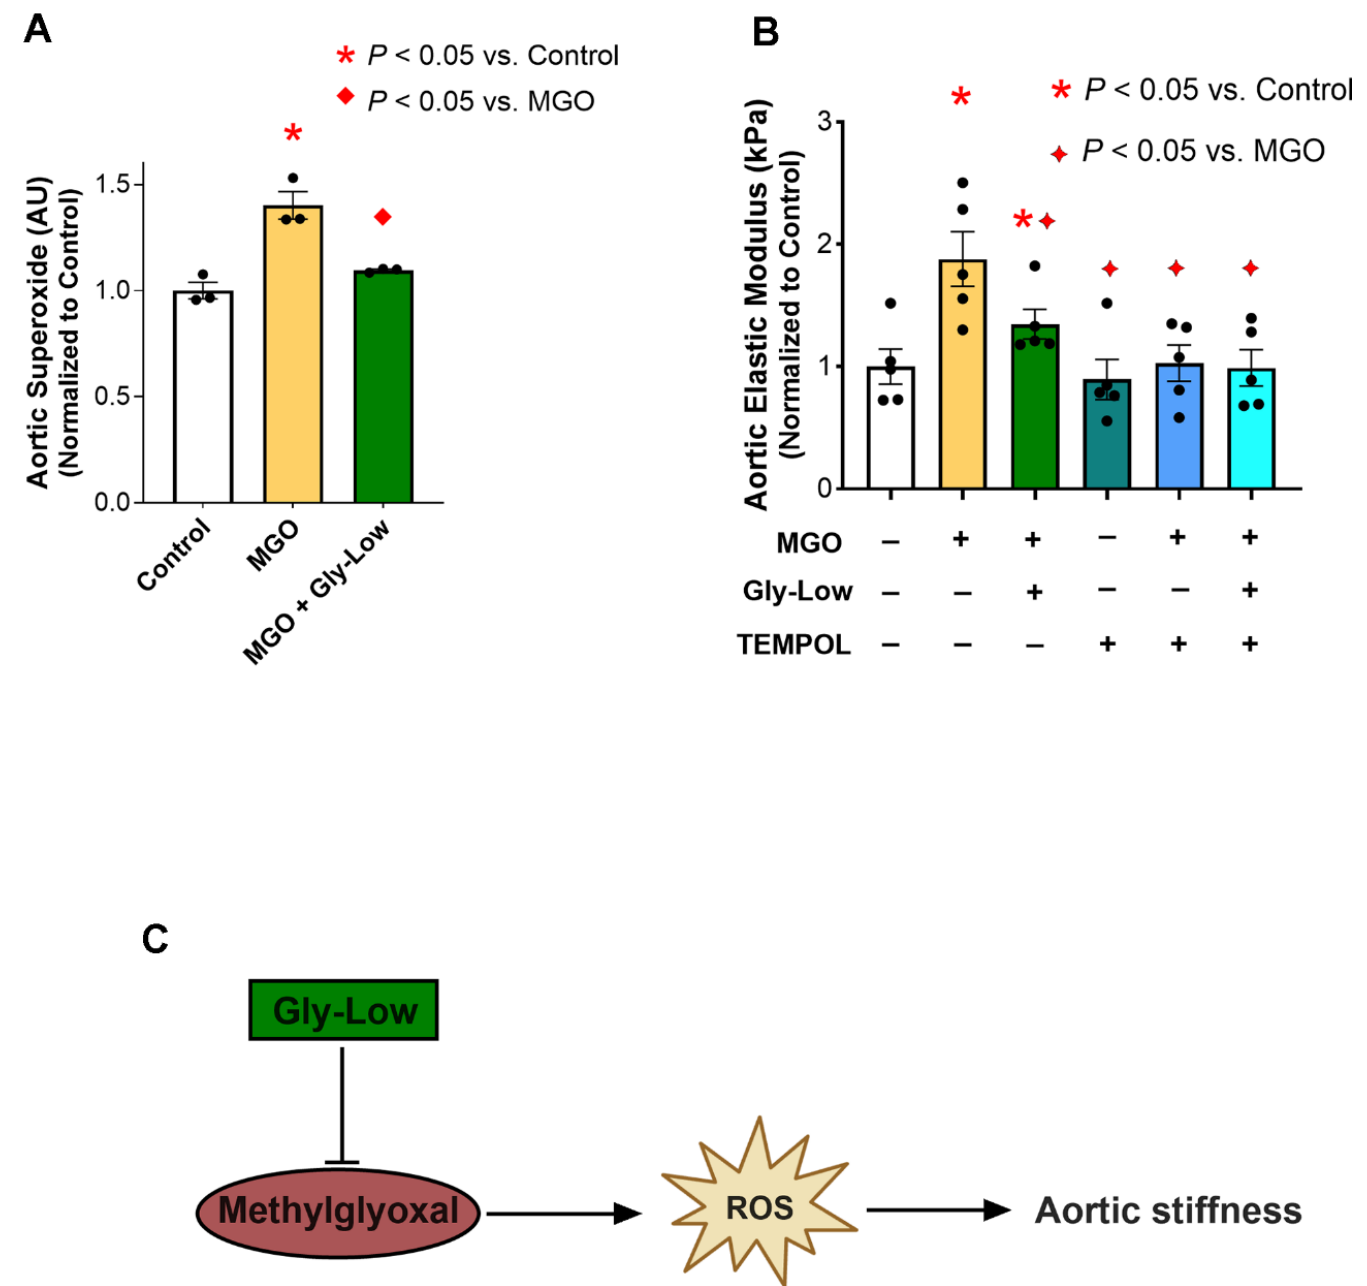 A
* P < 0.05 vs. Control
◆ P < 0.05 vs. MGO
*
◆
Aortic Superoxide (AU)
(Normalized to Control)
1.5
1.0
0.5
0.0
Control
MGO
MGO + Gly-Low
B
* P < 0.05 vs. Control
✦ P < 0.05 vs. MGO
*
* ✦
✦ ✦ ✦
Aortic Elastic Modulus (kPa)
(Normalized to Control)
3
2
1
0
MGO – + + – + +
Gly-Low – – + – – +
TEMPOL – – – + + +
C
Gly-Low
Methylglyoxal
ROS
Aortic stiffness